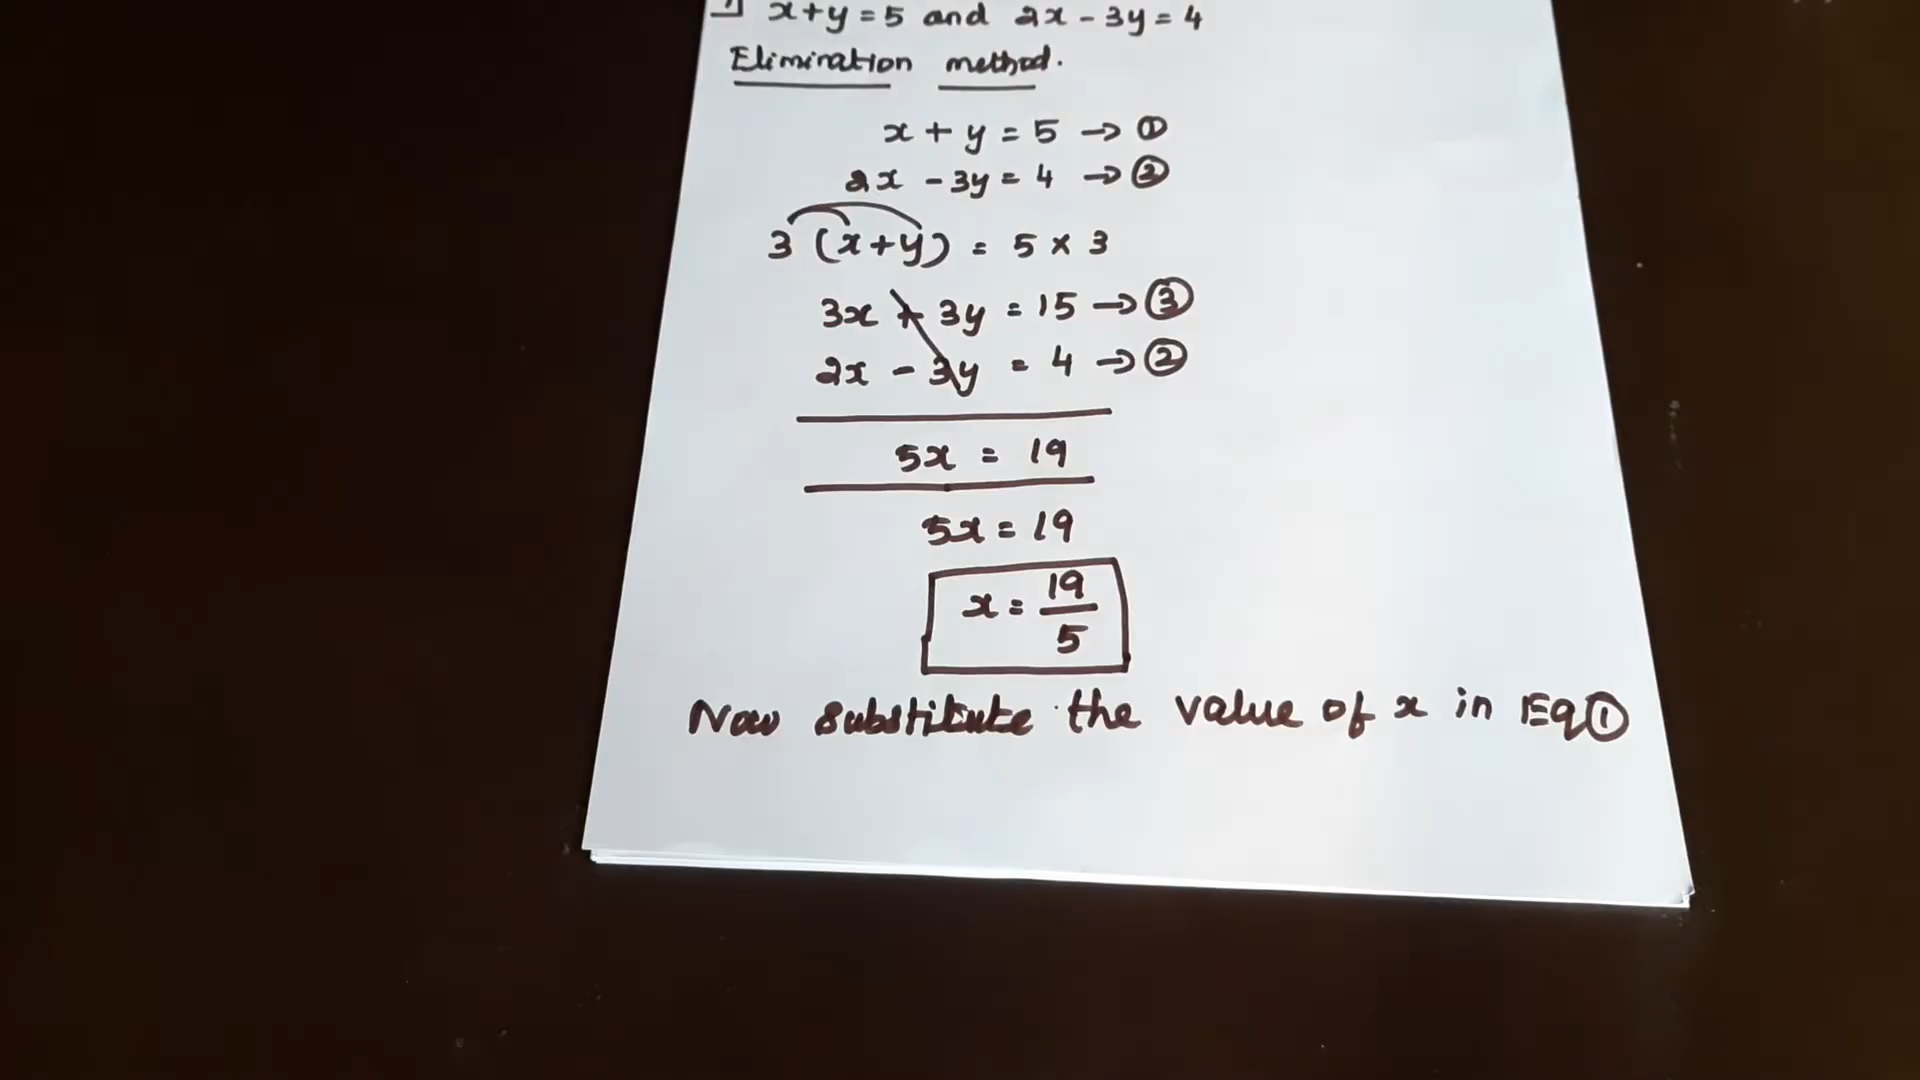 x+y=5 and 2x-3y=4
Elimination method.
x + y = 5 → ①
2x - 3y = 4 → ②
3 (x+y) = 5 × 3
3x + 3y = 15 → ③
2x - 3y = 4 → ②
5x = 19
5x = 19
x = 19/5
Now substitute the value of x in Eq①